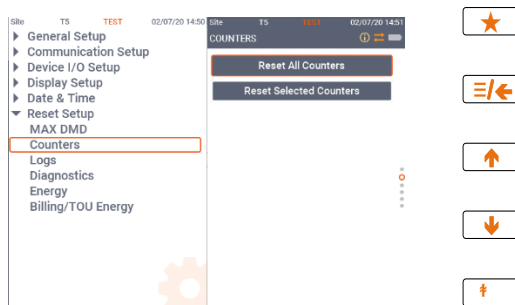 Site T5 TEST 02/07/20 14:50
General Setup
Communication Setup
Device I/O Setup
Display Setup
Date & Time
Reset Setup
MAX DMD
Counters
Logs
Diagnostics
Energy
Billing/TOU Energy
Site T5 TEST 02/07/20 14:51
COUNTERS
Reset All Counters
Reset Selected Counters